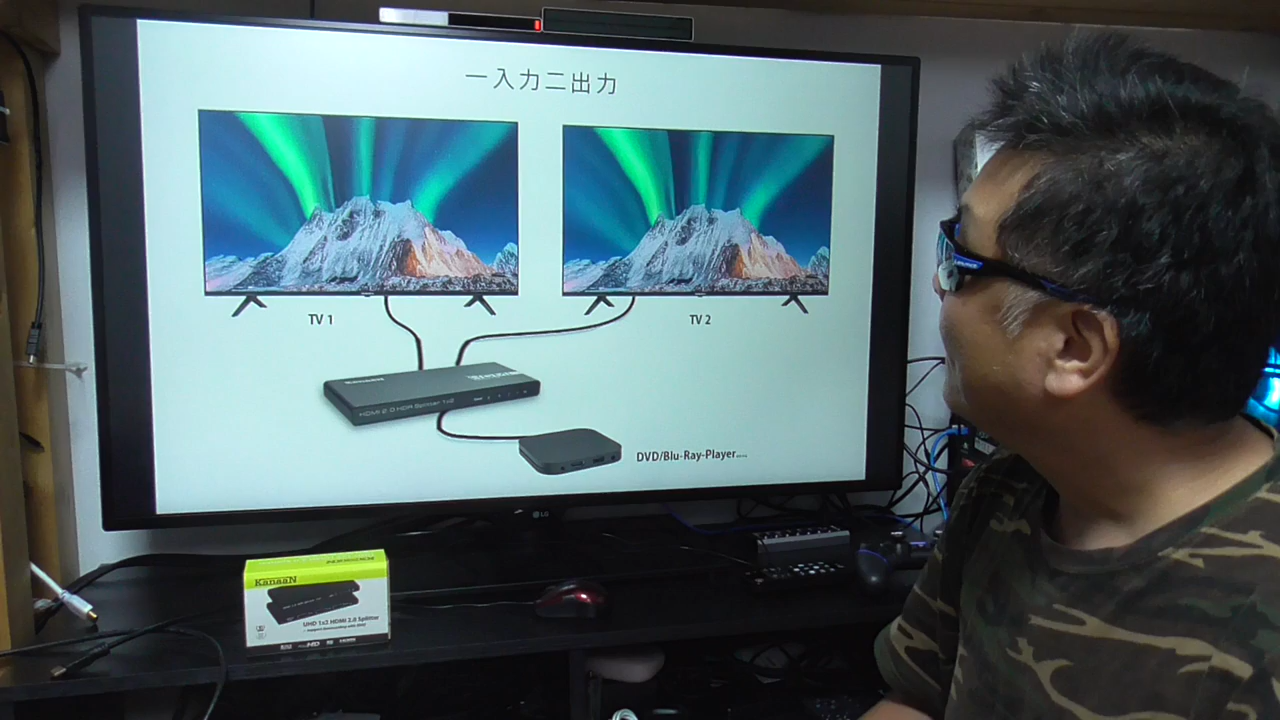 一入力二出力
TV 1
TV 2
KanaaN
HDMI 2.0 HDR Splitter 1x2
DVD/Blu-Ray-Player
LG
KanaaN
UHD 1x2 HDMI 2.0 Splitter